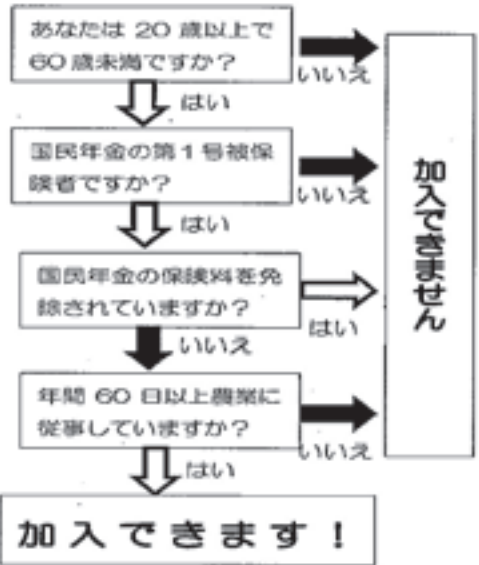 あなたは 20 歳以上で
60 歳未満ですか？
いいえ
はい
国民年金の第１号被保
険者ですか？
いいえ
はい
国民年金の保険料を免
除されていますか？
はい
いいえ
年間 60 日以上農業に
従事していますか？
いいえ
はい
加入できません
加入できます！